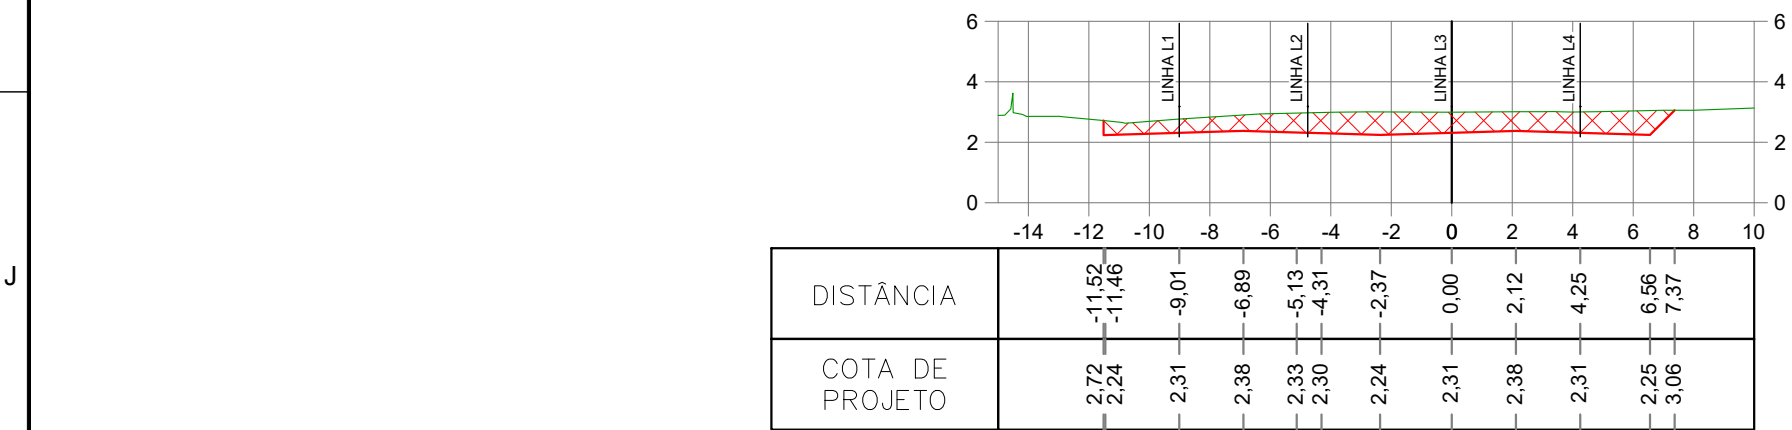 6 6
LINHA L1 LINHA L2 LINHA L3 LINHA L4
4 4
2 2
0 0
-14 -12 -10 -8 -6 -4 -2 0 2 4 6 8 10
J
DISTÂNCIA -11,52 -11,46 -9,01 -6,89 -5,13 -4,31 -2,37 0,00 2,12 4,25 6,56 7,37
COTA DE
PROJETO
2,72 2,24 2,31 2,38 2,33 2,30 2,24 2,31 2,38 2,31 2,25 3,06